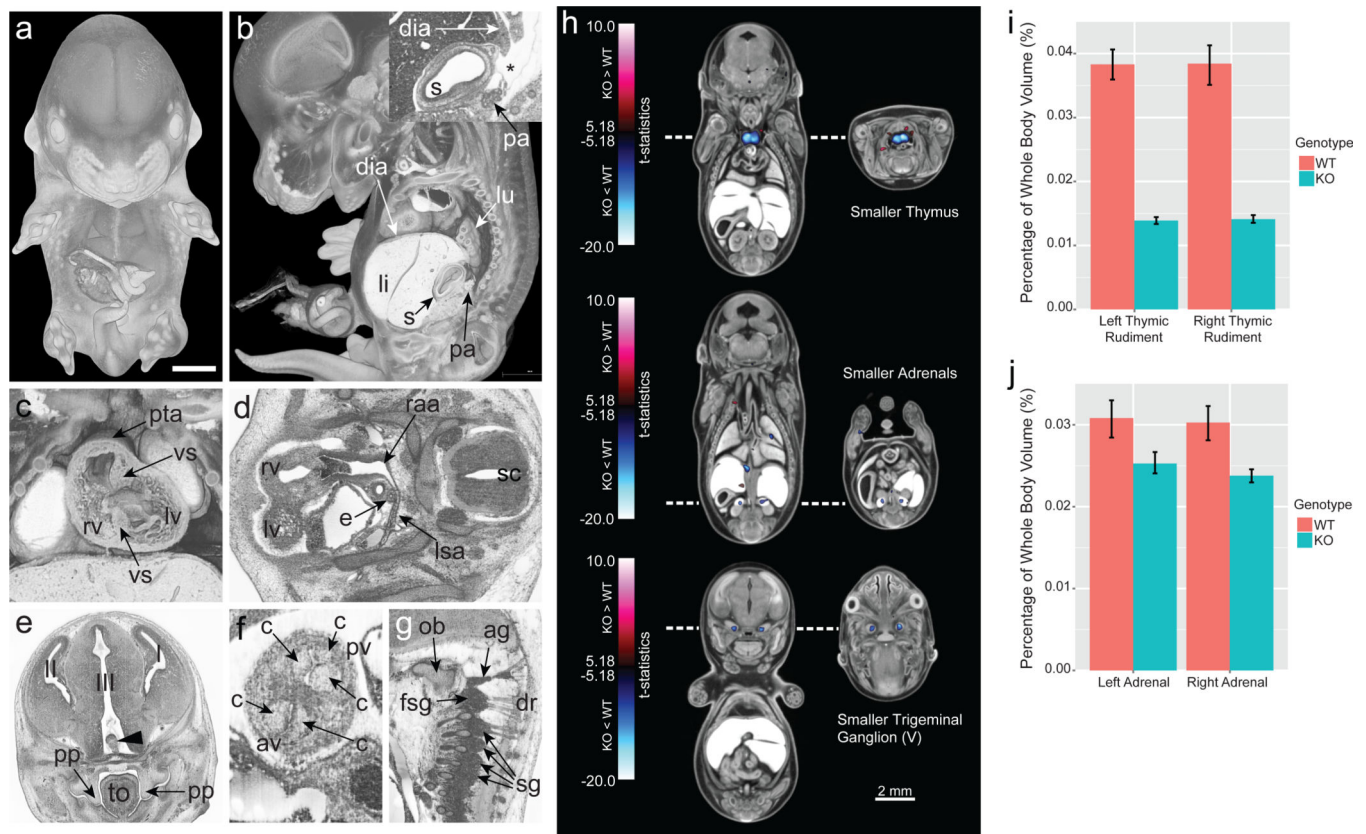 a
b
dia
s
*
pa
dia
lu
li
s
pa
c
pta
vs
rv
lv
vs
d
raa
rv
sc
lv
e
lsa
e
II
III
I
pp
to
pp
f
c
c
pv
c
c
c
av
g
ob
ag
fsg
dr
sg
h
10.0
KO > WT
5.18
-5.18
KO < WT
-20.0
t-statistics
Smaller Thymus
10.0
KO > WT
5.18
-5.18
KO < WT
-20.0
t-statistics
Smaller Adrenals
10.0
KO > WT
5.18
-5.18
KO < WT
-20.0
t-statistics
Smaller Trigeminal
Ganglion (V)
2 mm
i
Percentage of Whole Body Volume (%)
0.04
0.03
0.02
0.01
0.00
Left Thymic
Rudiment
Right Thymic
Rudiment
Genotype
WT
KO
j
Percentage of Whole Body Volume (%)
0.03
0.02
0.01
0.00
Left Adrenal
Right Adrenal
Genotype
WT
KO